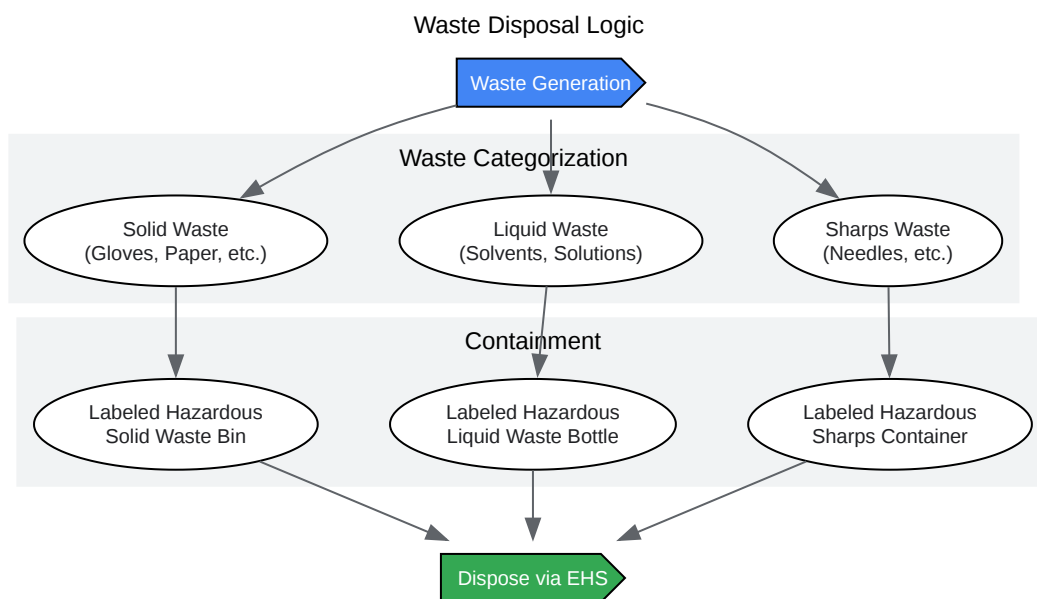 Waste Disposal Logic
Waste Generation
Waste Categorization
Solid Waste
(Gloves, Paper, etc.)
Liquid Waste
(Solvents, Solutions)
Sharps Waste
(Needles, etc.)
Containment
Labeled Hazardous
Solid Waste Bin
Labeled Hazardous
Liquid Waste Bottle
Labeled Hazardous
Sharps Container
Dispose via EHS